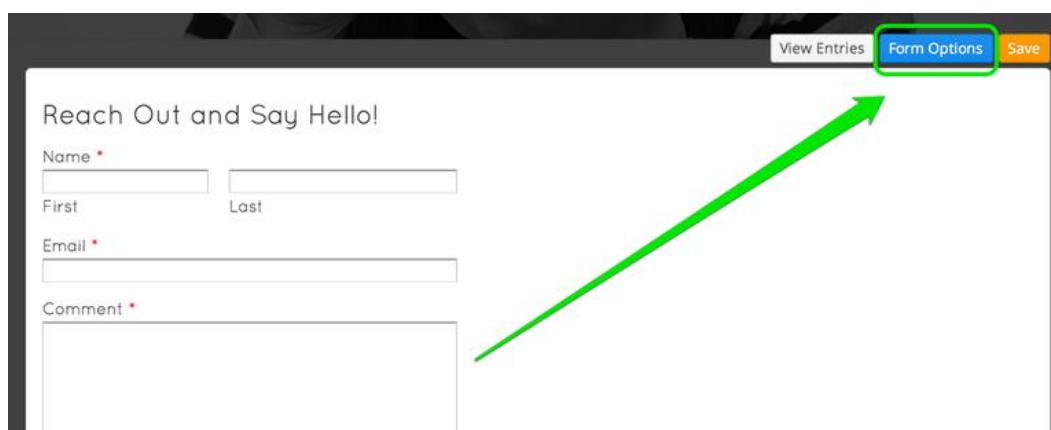 View Entries Form Options Save
Reach Out and Say Hello!
Name *
First Last
Email *
Comment *